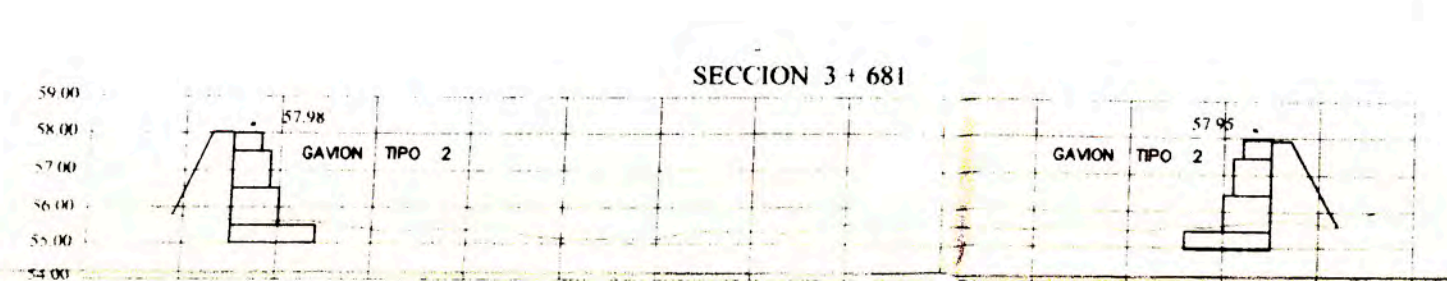 SECCION 3 + 681
59.00
58.00
57.00
56.00
55.00
54.00
57.98
GAVION TIPO 2
57.95
GAVION TIPO 2